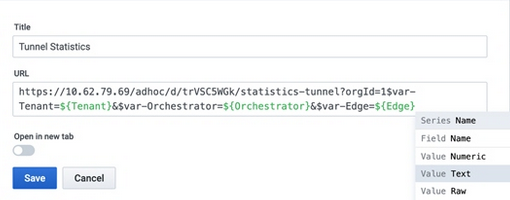 Title
Tunnel Statistics
URL
https://10.62.79.69/adhoc/d/trVSC5WGk/statistics-tunnel?orgId=1$var-
Tenant=${Tenant}&$var-Orchestrator=${Orchestrator}&$var-Edge=${Edge}
Series Name
Open in new tab
Field Name
Value Numeric
Value Text
Save Cancel
Value Raw